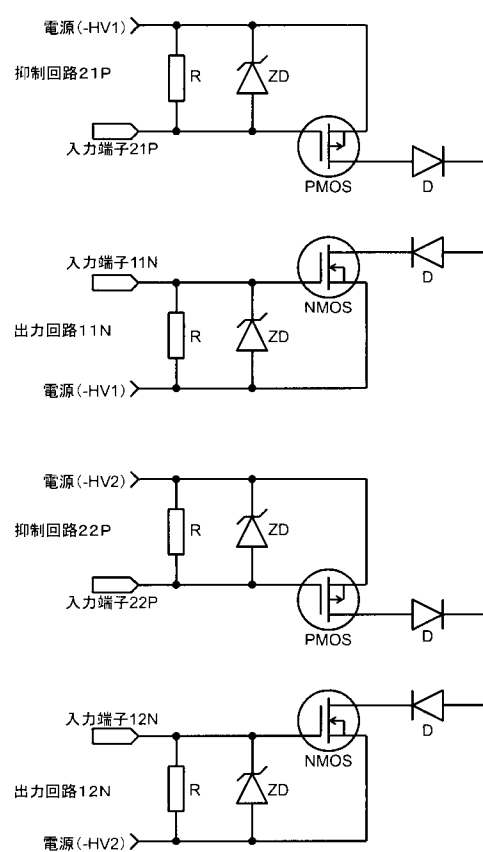 電源(-HV1)
抑制回路21P
R
ZD
入力端子21P
PMOS
D
入力端子11N
NMOS
D
出力回路11N
R
ZD
電源(-HV1)
電源(-HV2)
抑制回路22P
R
ZD
入力端子22P
PMOS
D
入力端子12N
NMOS
D
出力回路12N
R
ZD
電源(-HV2)